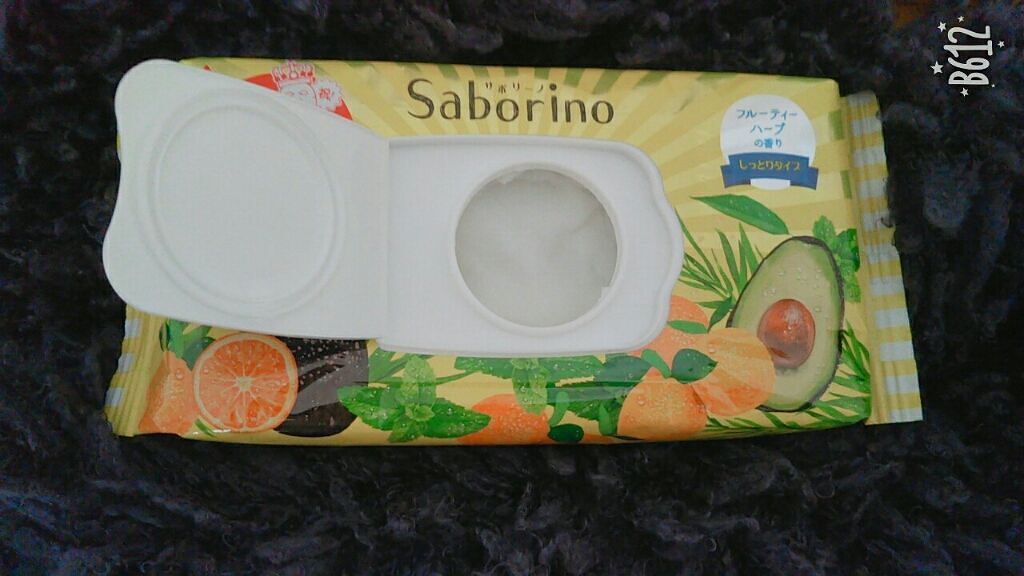 サボリーノ
Saborino
フルーティー
ハーブ
の香り
しっとりタイプ
祝!
B612